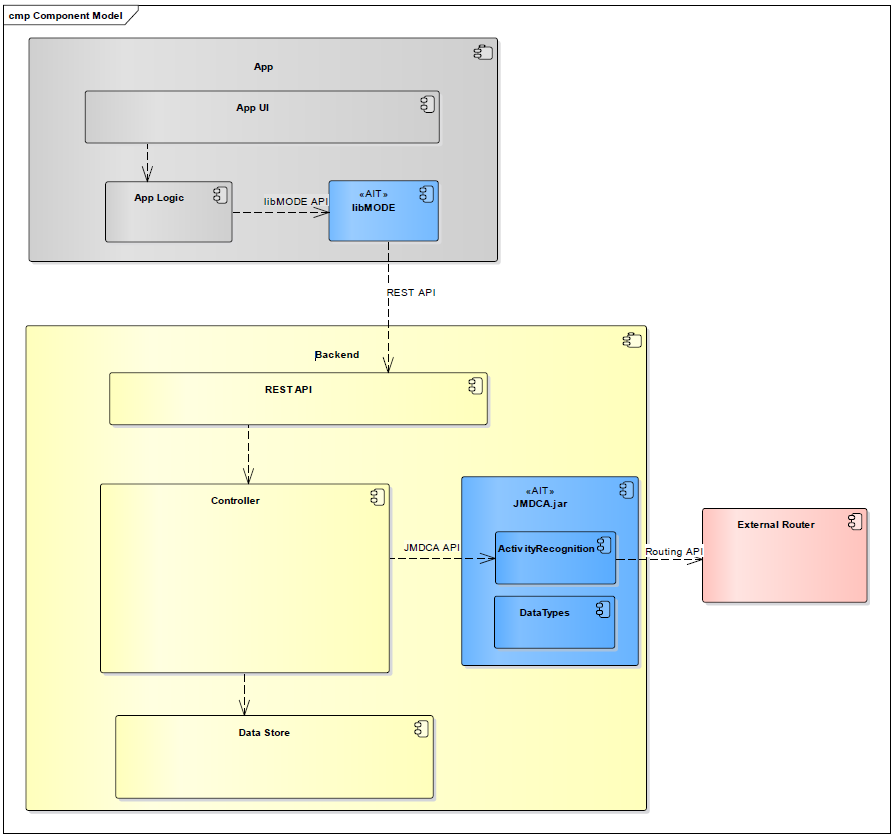 cmp Component Model
App
App UI
App Logic
libMODE API
«AIT»
libMODE
REST API
Backend
REST API
Controller
JMDCA API
«AIT»
JMDCA.jar
ActivityRecognition
Routing API
External Router
DataTypes
Data Store